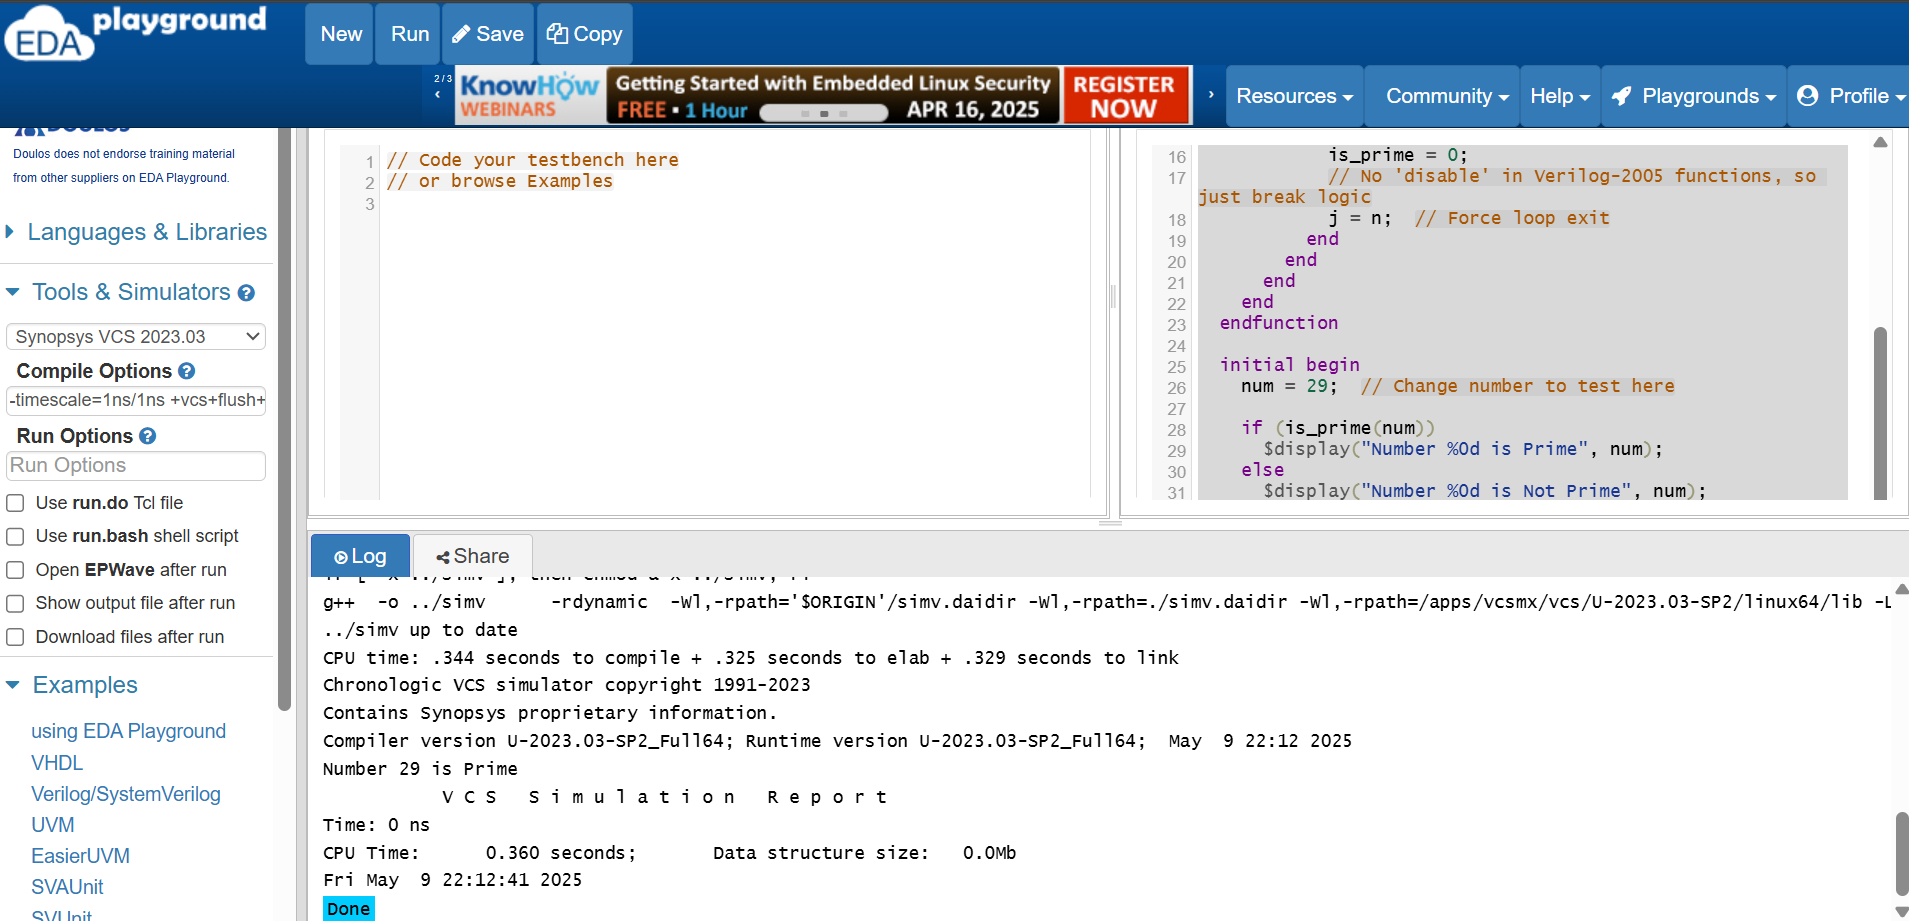 EDA playground
New
Run
Save
Copy
2 / 3
KnowHow
WEBINARS
Getting Started with Embedded Linux Security
FREE ▪ 1 Hour
APR 16, 2025
REGISTER
NOW
Resources
Community
Help
Playgrounds
Profile
DOULOS
Doulos does not endorse training material
from other suppliers on EDA Playground.
Languages & Libraries
Tools & Simulators
Synopsys VCS 2023.03
Compile Options
-timescale=1ns/1ns +vcs+flush+
Run Options
Run Options
Use run.do Tcl file
Use run.bash shell script
Open EPWave after run
Show output file after run
Download files after run
Examples
using EDA Playground
VHDL
Verilog/SystemVerilog
UVM
EasierUVM
SVAUnit
SVUnit
1 // Code your testbench here
2 // or browse Examples
3
16 is_prime = 0;
17 // No 'disable' in Verilog-2005 functions, so
just break logic
18 j = n; // Force loop exit
19 end
20 end
21 end
22 end
23 endfunction
24
25 initial begin
26 num = 29; // Change number to test here
27
28 if (is_prime(num))
29 $display("Number %0d is Prime", num);
30 else
31 $display("Number %0d is Not Prime", num);
Log
Share
g++ -o ../simv -rdynamic -Wl,-rpath='$ORIGIN'/simv.daidir -Wl,-rpath=./simv.daidir -Wl,-rpath=/apps/vcsmx/vcs/U-2023.03-SP2/linux64/lib -L
../simv up to date
CPU time: .344 seconds to compile + .325 seconds to elab + .329 seconds to link
Chronologic VCS simulator copyright 1991-2023
Contains Synopsys proprietary information.
Compiler version U-2023.03-SP2_Full64; Runtime version U-2023.03-SP2_Full64; May 9 22:12 2025
Number 29 is Prime
V C S S i m u l a t i o n R e p o r t
Time: 0 ns
CPU Time: 0.360 seconds; Data structure size: 0.0Mb
Fri May 9 22:12:41 2025
Done